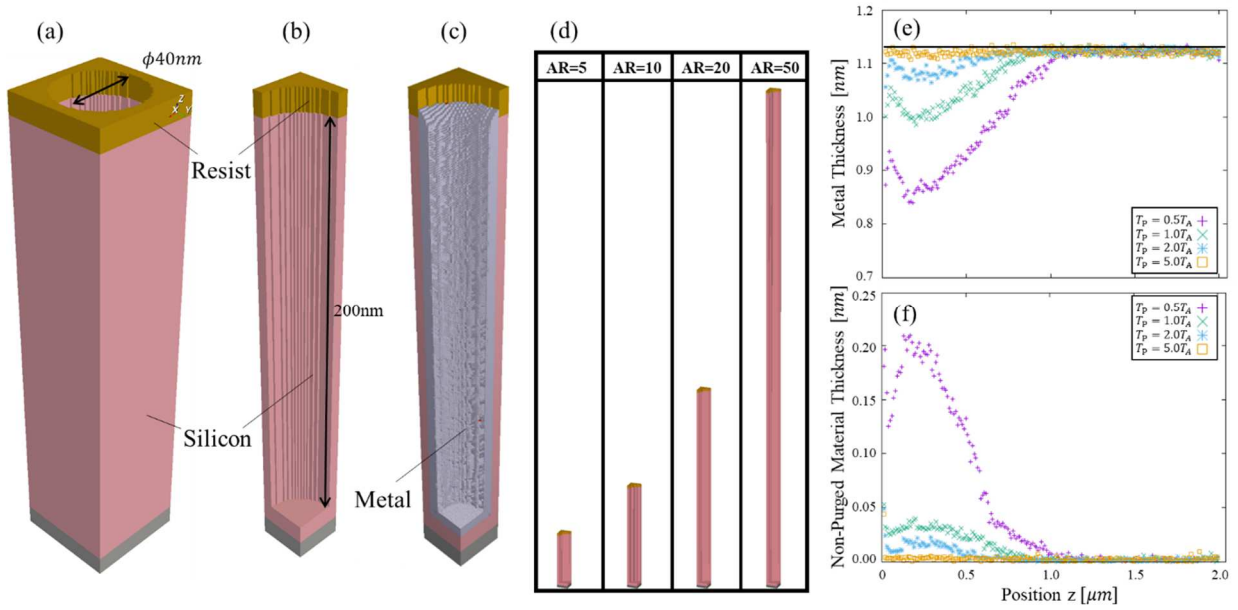 (a)
ϕ40nm
Z
X Y
Resist
Silicon
(b)
200nm
(c)
Metal
(d)
AR=5 AR=10 AR=20 AR=50
(e)
Metal Thickness [nm]
1.2
1.1
1.0
0.9
0.8
0.7
T_P = 0.5T_A +
T_P = 1.0T_A ×
T_P = 2.0T_A ✳
T_P = 5.0T_A □
(f)
Non-Purged Material Thickness [nm]
0.25
0.20
0.15
0.10
0.05
0.00
T_P = 0.5T_A +
T_P = 1.0T_A ×
T_P = 2.0T_A ✳
T_P = 5.0T_A □
0 0.5 1.0 1.5 2.0
Position z [μm]